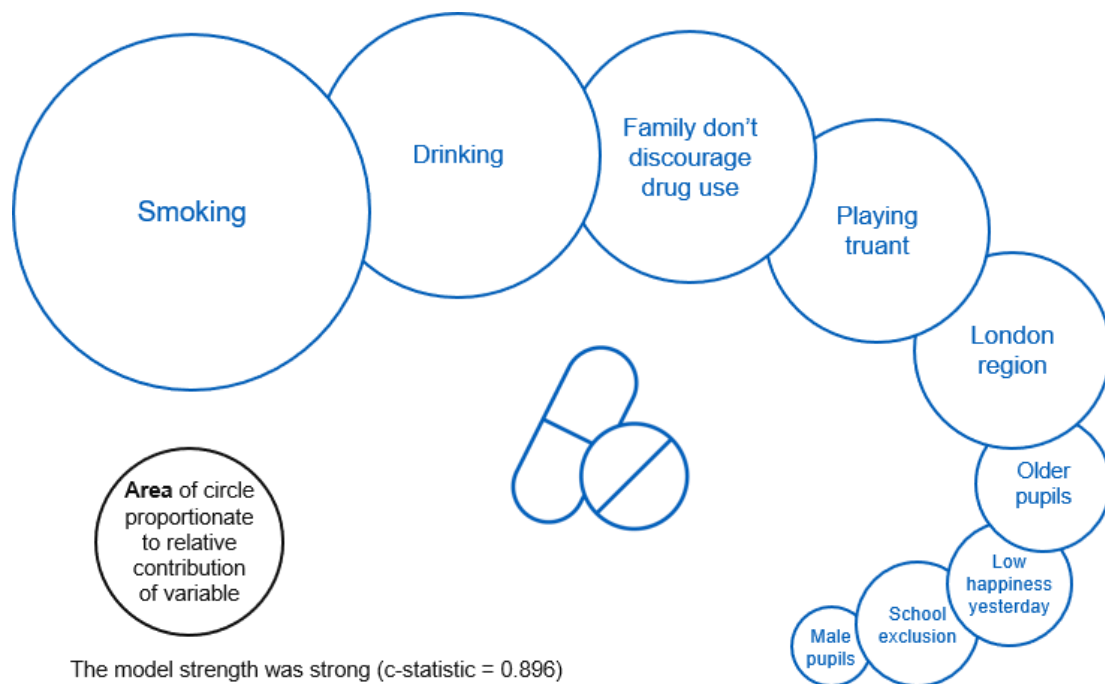 Smoking
Drinking
Family don’t
discourage
drug use
Playing
truant
London
region
Older
pupils
Low
happiness
yesterday
School
exclusion
Male
pupils
Area of circle
proportionate
to relative
contribution
of variable
The model strength was strong (c-statistic = 0.896)